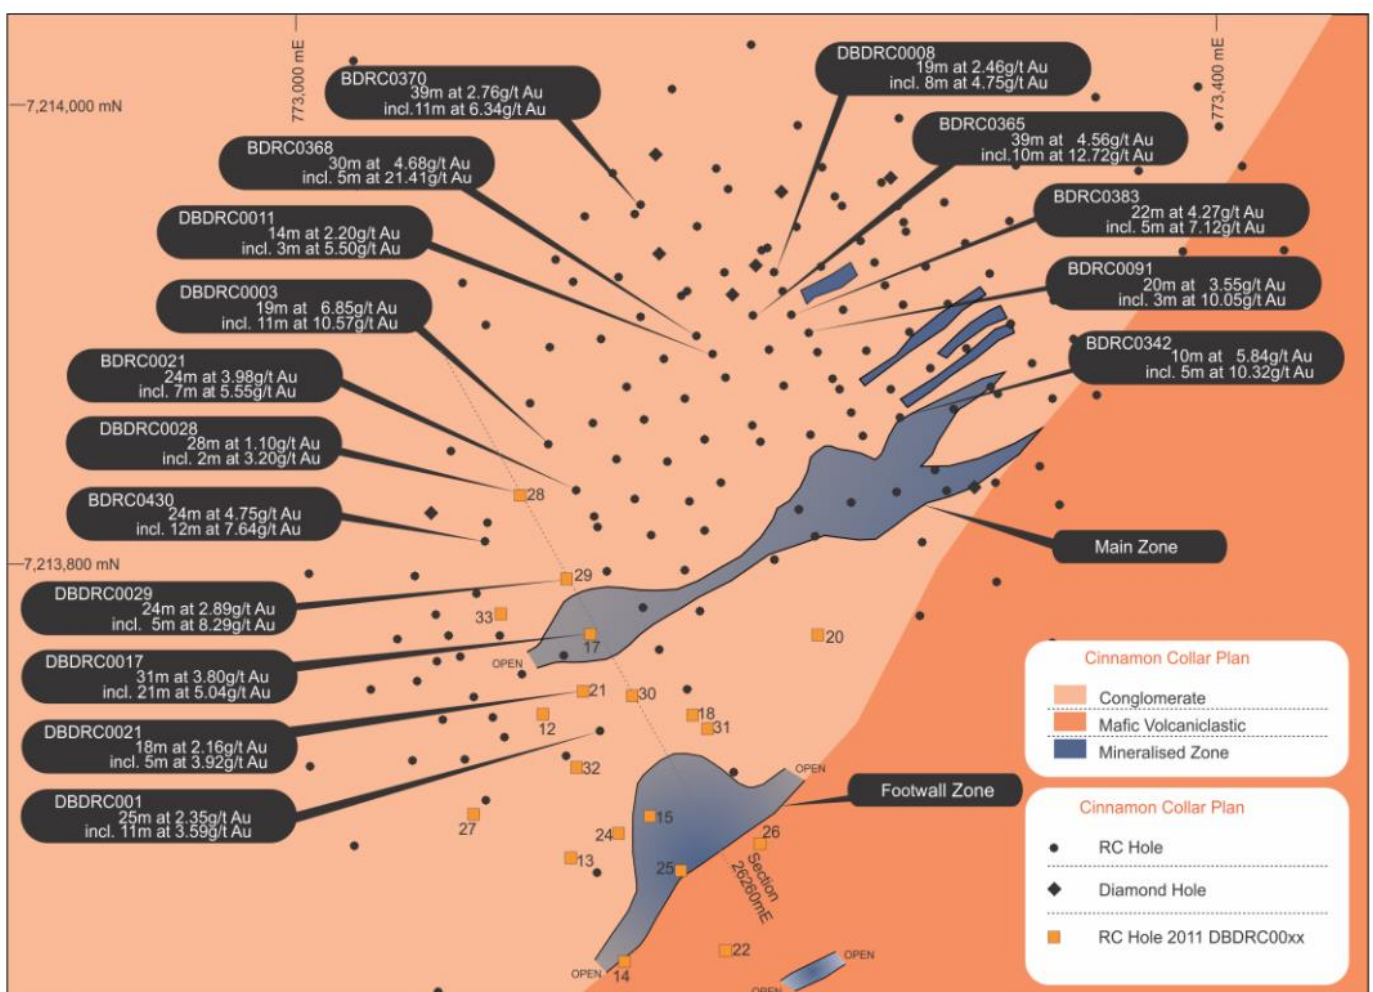 773,000 mE
773,400 mE
7,214,000 mN
7,213,800 mN
BDRC0370
39m at 2.76g/t Au
incl.11m at 6.34g/t Au
DBDRC0008
19m at 2.46g/t Au
incl. 8m at 4.75g/t Au
BDRC0368
30m at 4.68g/t Au
incl. 5m at 21.41g/t Au
BDRC0365
39m at 4.56g/t Au
incl.10m at 12.72g/t Au
DBDRC0011
14m at 2.20g/t Au
incl. 3m at 5.50g/t Au
BDRC0383
22m at 4.27g/t Au
incl. 5m at 7.12g/t Au
DBDRC0003
19m at 6.85g/t Au
incl. 11m at 10.57g/t Au
BDRC0091
20m at 3.55g/t Au
incl. 3m at 10.05g/t Au
BDRC0021
24m at 3.98g/t Au
incl. 7m at 5.55g/t Au
BDRC0342
10m at 5.84g/t Au
incl. 5m at 10.32g/t Au
DBDRC0028
28m at 1.10g/t Au
incl. 2m at 3.20g/t Au
BDRC0430
24m at 4.75g/t Au
incl. 12m at 7.64g/t Au
DBDRC0029
24m at 2.89g/t Au
incl. 5m at 8.29g/t Au
DBDRC0017
31m at 3.80g/t Au
incl. 21m at 5.04g/t Au
DBDRC0021
18m at 2.16g/t Au
incl. 5m at 3.92g/t Au
DBDRC001
25m at 2.35g/t Au
incl. 11m at 3.59g/t Au
28
29
33
17
20
OPEN
21
30
12
18
31
32
27
24
15
13
25
26
22
14
OPEN
OPEN
OPEN
OPEN
Section
26260mE
Main Zone
Footwall Zone
Cinnamon Collar Plan
Conglomerate
Mafic Volcaniclastic
Mineralised Zone
Cinnamon Collar Plan
RC Hole
Diamond Hole
RC Hole 2011 DBDRC00xx